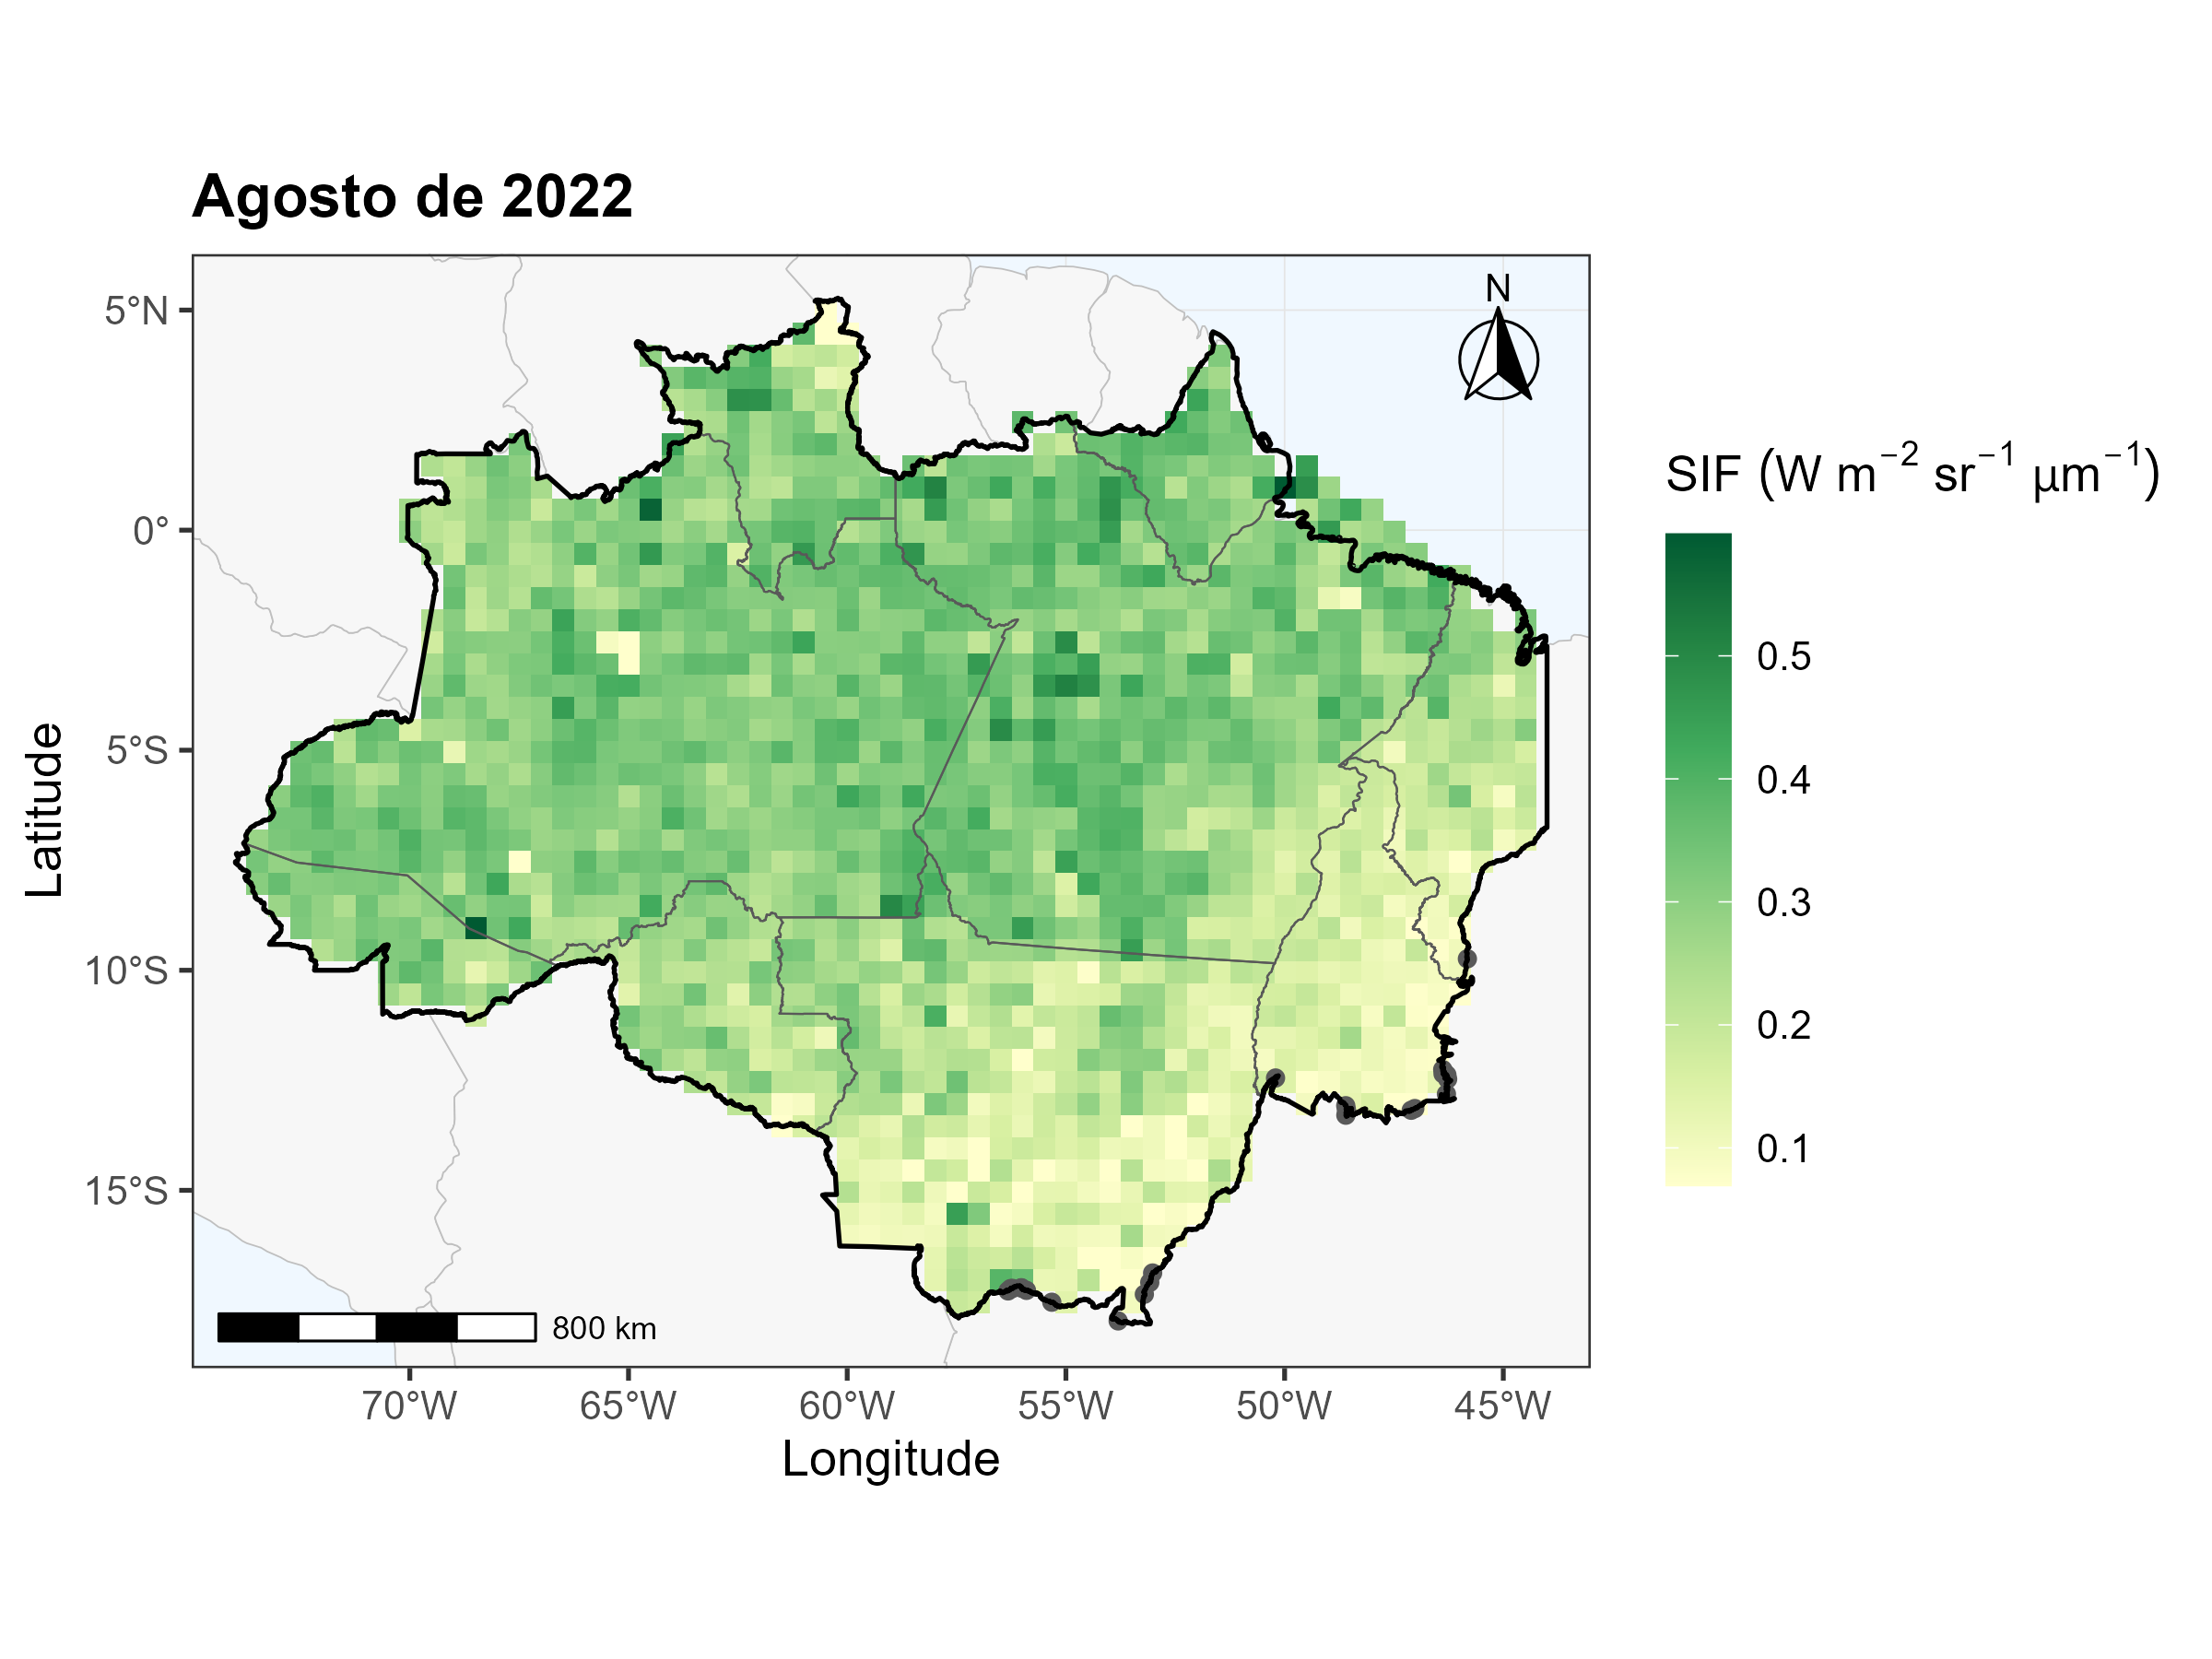 Agosto de 2022
N
5°N
0°
5°S
10°S
15°S
Latitude
800 km
70°W 65°W 60°W 55°W 50°W 45°W
Longitude
SIF (W m⁻² sr⁻¹ μm⁻¹)
0.5
0.4
0.3
0.2
0.1